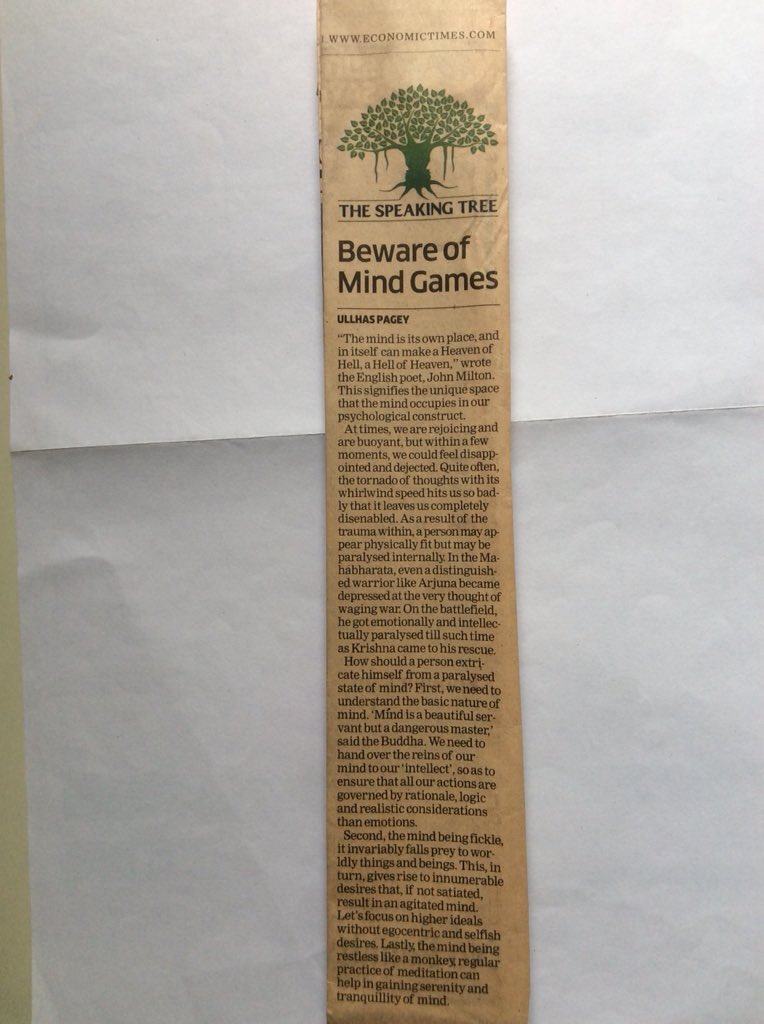 WWW.ECONOMICTIMES.COM
THE SPEAKING TREE
Beware of
Mind Games
ULLHAS PAGEY
“The mind is its own place, and
in itself can make a Heaven of
Hell, a Hell of Heaven,” wrote
the English poet, John Milton.
This signifies the unique space
that the mind occupies in our
psychological construct.
At times, we are rejoicing and
are buoyant, but within a few
moments, we could feel disapp-
ointed and dejected. Quite often,
the tornado of thoughts with its
whirlwind speed hits us so bad-
ly that it leaves us completely
disenabled. As a result of the
trauma within, a person may ap-
pear physically fit but may be
paralysed internally. In the Ma-
habharata, even a distinguish-
ed warrior like Arjuna became
depressed at the very thought of
waging war. On the battlefield,
he got emotionally and intellec-
tually paralysed till such time
as Krishna came to his rescue.
How should a person extri-
cate himself from a paralysed
state of mind? First, we need to
understand the basic nature of
mind. ‘Mind is a beautiful ser-
vant but a dangerous master,’
said the Buddha. We need to
hand over the reins of our
mind to our ‘intellect’, so as to
ensure that all our actions are
governed by rationale, logic
and realistic considerations
than emotions.
Second, the mind being fickle,
it invariably falls prey to wor-
ldly things and beings. This, in
turn, gives rise to innumerable
desires that, if not satiated,
result in an agitated mind.
Let’s focus on higher ideals
without egocentric and selfish
desires. Lastly, the mind being
restless like a monkey, regular
practice of meditation can
help in gaining serenity and
tranquillity of mind.